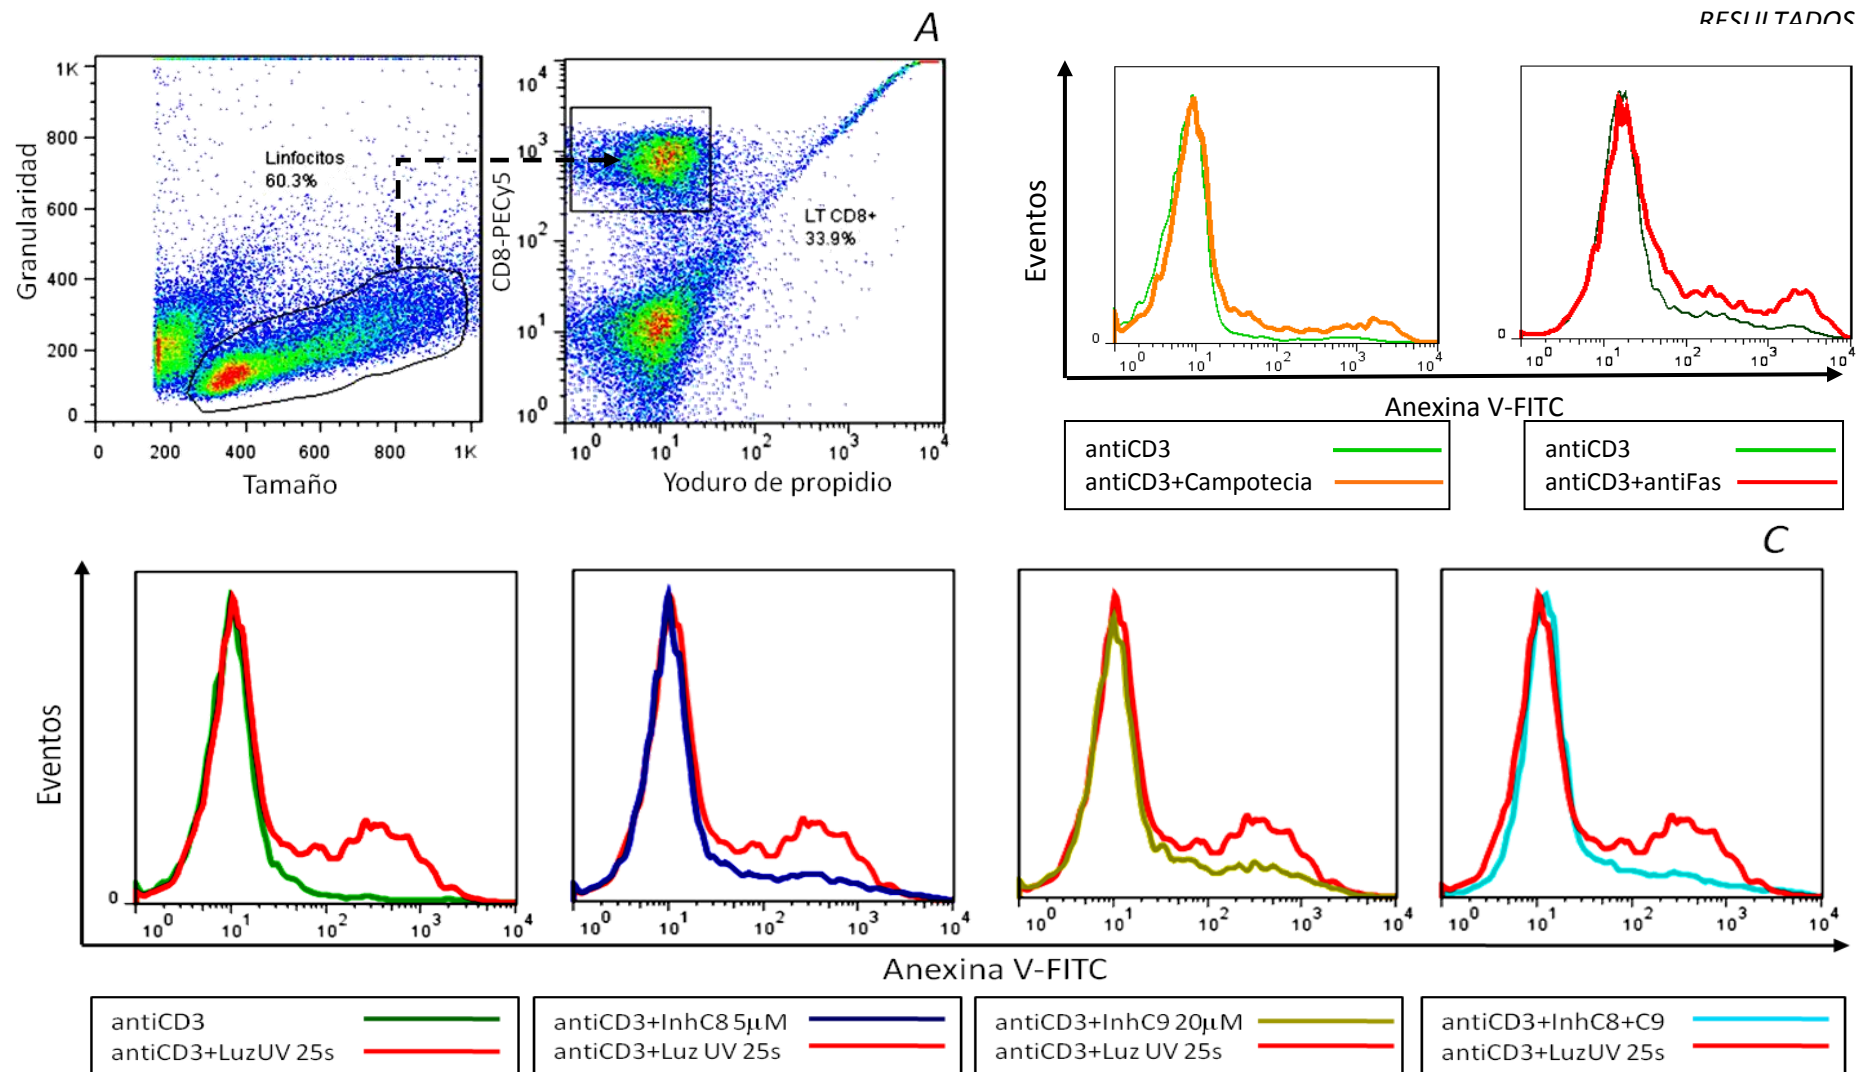 RESULTADOS
A
Granularidad
1K
800
600
400
200
0
Linfocitos
60.3%
0 200 400 600 800 1K
Tamaño
CD8-PECy5
10^4
10^3
10^2
10^1
10^0
LT CD8+
33.9%
10^0 10^1 10^2 10^3 10^4
Yoduro de propidio
Eventos
0
10^0 10^1 10^2 10^3 10^4
0
10^0 10^1 10^2 10^3 10^4
Anexina V-FITC
antiCD3
antiCD3+Campotecia
antiCD3
antiCD3+antiFas
C
Eventos
0
10^0 10^1 10^2 10^3 10^4
10^0 10^1 10^2 10^3 10^4
10^0 10^1 10^2 10^3 10^4
10^0 10^1 10^2 10^3 10^4
Anexina V-FITC
antiCD3
antiCD3+LuzUV 25s
antiCD3+InhC8 5µM
antiCD3+Luz UV 25s
antiCD3+InhC9 20µM
antiCD3+Luz UV 25s
antiCD3+InhC8+C9
antiCD3+LuzUV 25s